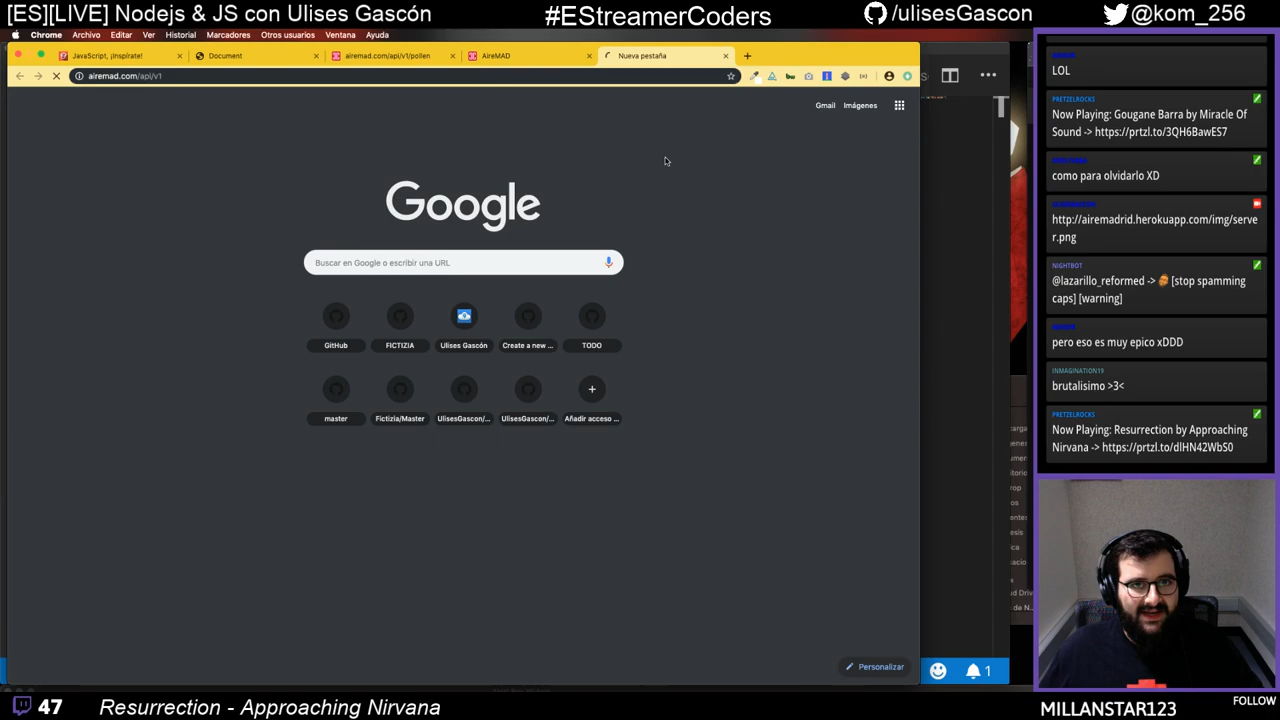 [ES][LIVE] Nodejs & JS con Ulises Gascón
#EStreamerCoders
/ulisesGascon
@kom_256
Chrome Archivo Editar Ver Historial Marcadores Otros usuarios Ventana Ayuda
JavaScript, ¡Inspírate!
Document
airemad.com/api/v1/pollen
AireMAD
Nueva pestaña
airemad.com/api/v1
Gmail Imágenes
Google
Buscar en Google o escribir una URL
GitHub
FICTIZIA
Ulises Gascón
Create a new ...
TODO
master
Fictizia/Master
UlisesGascon/...
UlisesGascon/...
Añadir acceso ...
Personalizar
LOL
PRETZELROCKS
Now Playing: Gougane Barra by Miracle Of
Sound -> https://prtzl.to/3QH6BawES7
como para olvidarlo XD
http://airemadrid.herokuapp.com/img/serve
r.png
NIGHTBOT
@lazarillo_reformed -> [stop spamming
caps] [warning]
pero eso es muy epico xDDD
INMAGINATION19
brutalisimo >3<
PRETZELROCKS
Now Playing: Resurrection by Approaching
Nirvana -> https://prtzl.to/dlHN42WbS0
1
47
Resurrection - Approaching Nirvana
MILLANSTAR123
FOLLOW